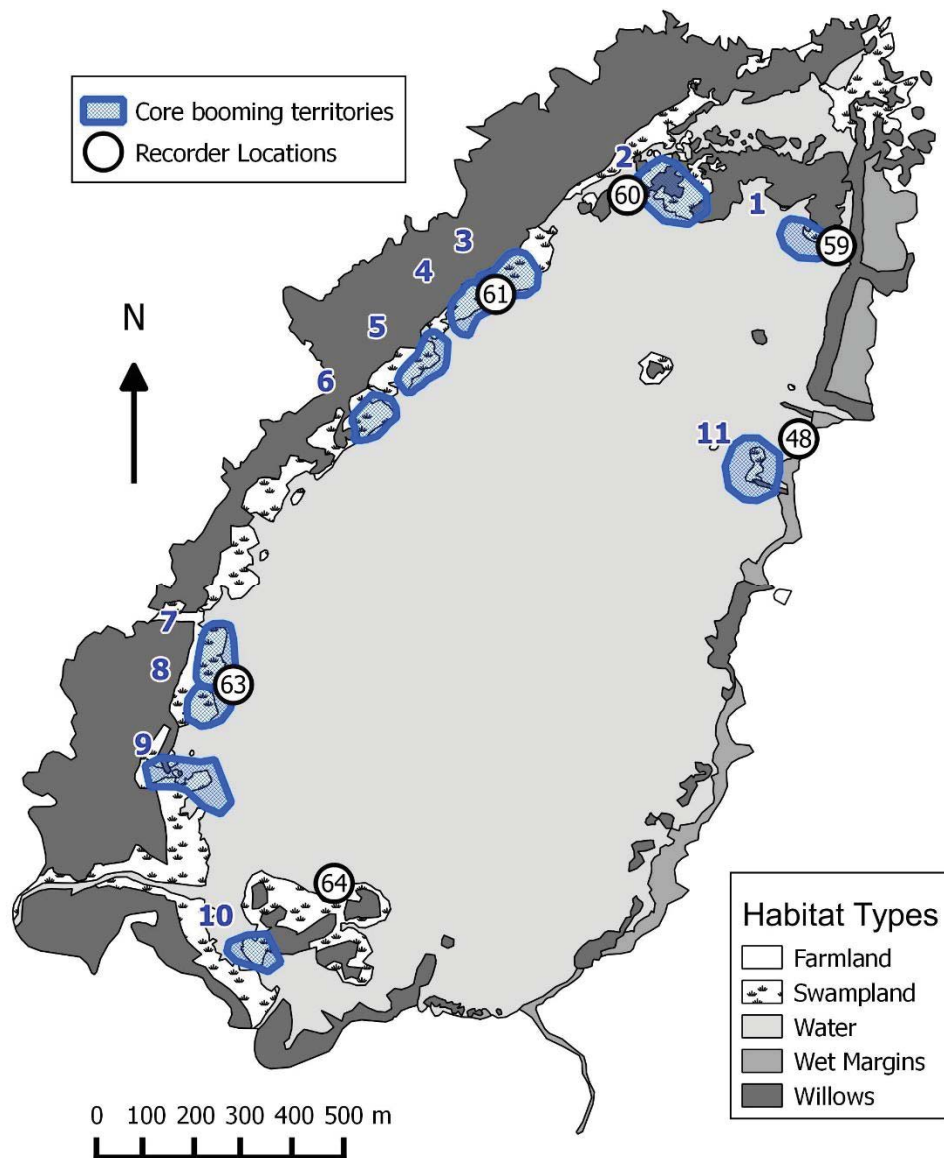 Core booming territories
Recorder Locations
2
60
1
59
3
4
61
N
5
6
11
48
7
8
63
9
64
10
Habitat Types
Farmland
Swampland
Water
Wet Margins
Willows
0 100 200 300 400 500 m